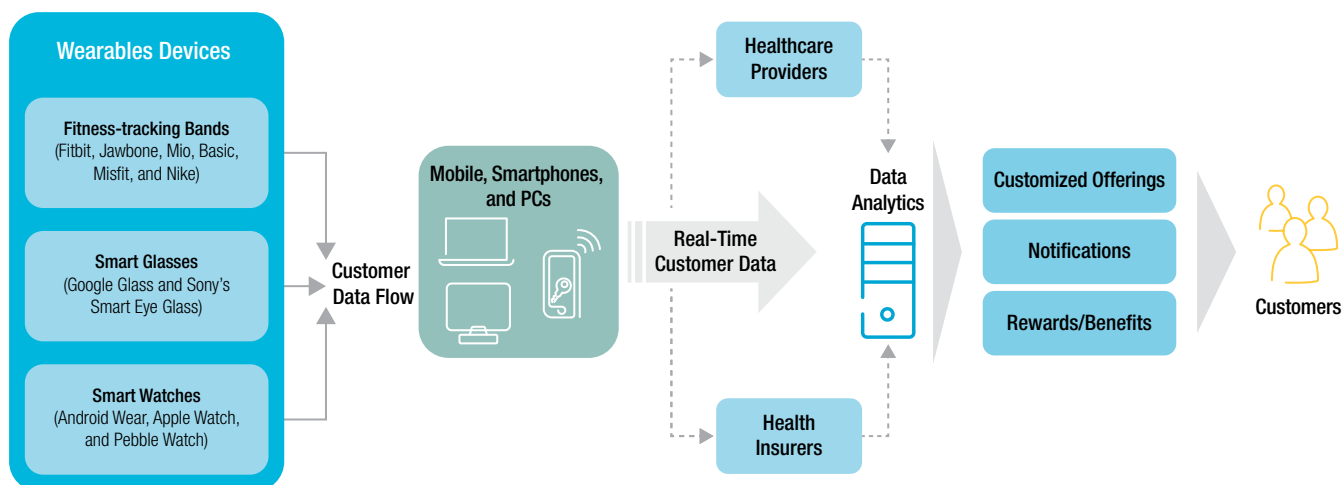 Wearables Devices
Fitness-tracking Bands
(Fitbit, Jawbone, Mio, Basic,
Misfit, and Nike)
Smart Glasses
(Google Glass and Sony's
Smart Eye Glass)
Smart Watches
(Android Wear, Apple Watch,
and Pebble Watch)
Customer
Data Flow
Mobile, Smartphones,
and PCs
Real-Time
Customer Data
Healthcare
Providers
Health
Insurers
Data
Analytics
Customized Offerings
Notifications
Rewards/Benefits
Customers